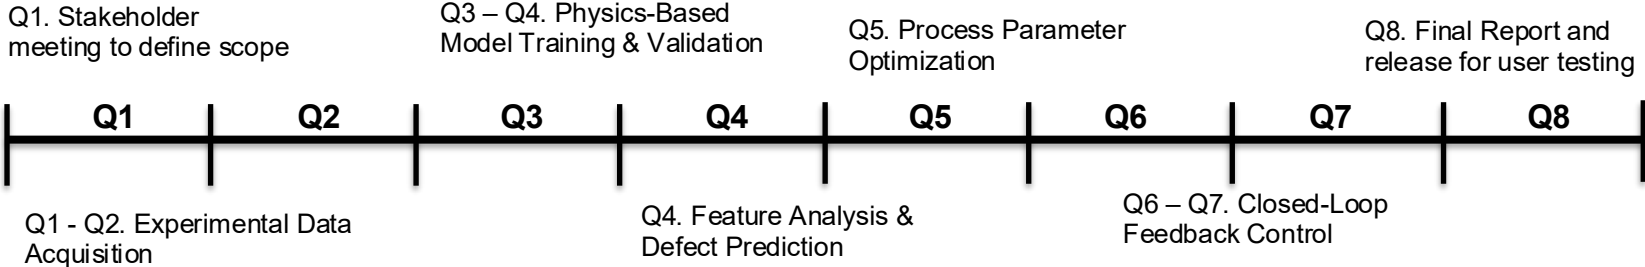 Q1. Stakeholder
meeting to define scope
Q3 – Q4. Physics-Based
Model Training & Validation
Q5. Process Parameter
Optimization
Q8. Final Report and
release for user testing
Q1
Q2
Q3
Q4
Q5
Q6
Q7
Q8
Q1 - Q2. Experimental Data
Acquisition
Q4. Feature Analysis &
Defect Prediction
Q6 – Q7. Closed-Loop
Feedback Control